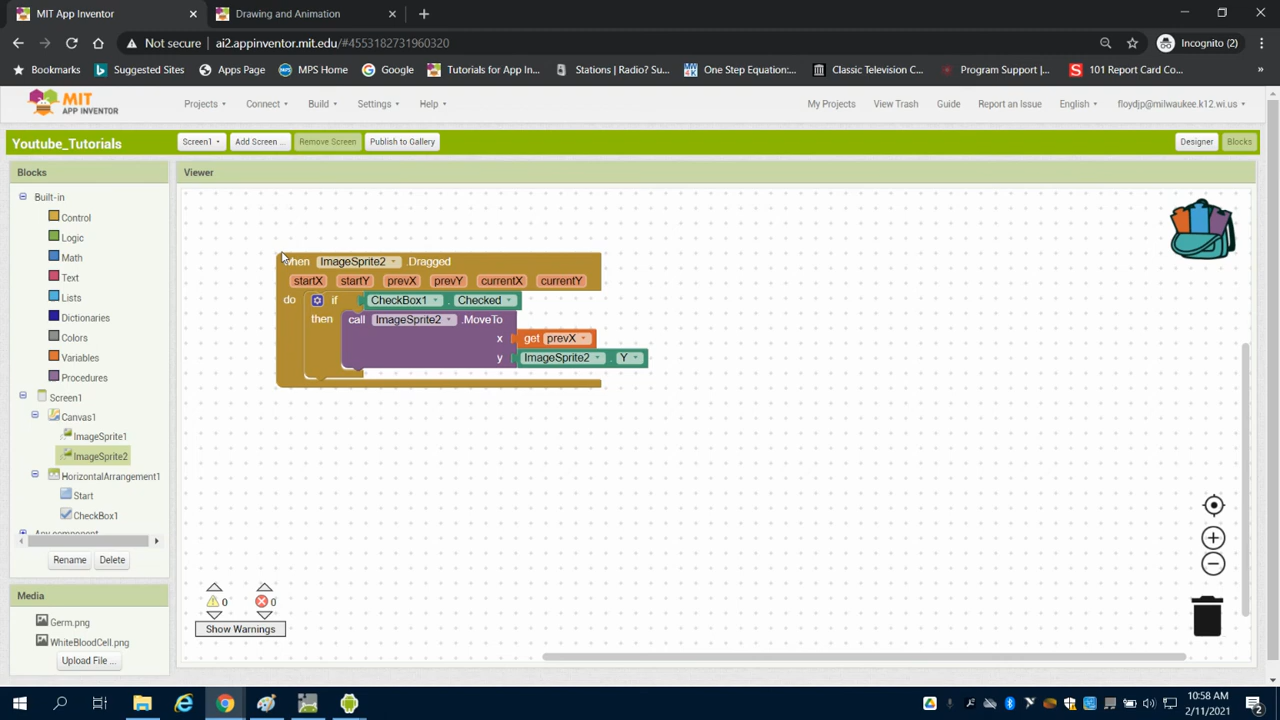 MIT App Inventor
Drawing and Animation
Not secure
ai2.appinventor.mit.edu/#4553182731960320
Incognito (2)
Bookmarks
Suggested Sites
Apps Page
MPS Home
Google
Tutorials for App In...
Stations | Radio? Su...
One Step Equation:...
Classic Television C...
Program Support |...
101 Report Card Co...
MIT
APP INVENTOR
Projects
Connect
Build
Settings
Help
My Projects
View Trash
Guide
Report an Issue
English
floydjp@milwaukee.k12.wi.us
Youtube_Tutorials
Screen1
Add Screen ...
Remove Screen
Publish to Gallery
Designer
Blocks
Blocks
Built-in
Control
Logic
Math
Text
Lists
Dictionaries
Colors
Variables
Procedures
Screen1
Canvas1
ImageSprite1
ImageSprite2
HorizontalArrangement1
Start
CheckBox1
Any component
Rename
Delete
Media
Germ.png
WhiteBloodCell.png
Upload File ...
Viewer
when ImageSprite2 .Dragged
startX startY prevX prevY currentX currentY
do if CheckBox1 . Checked
then call ImageSprite2 .MoveTo
x get prevX
y ImageSprite2 . Y
0 0
Show Warnings
10:58 AM
2/11/2021
2